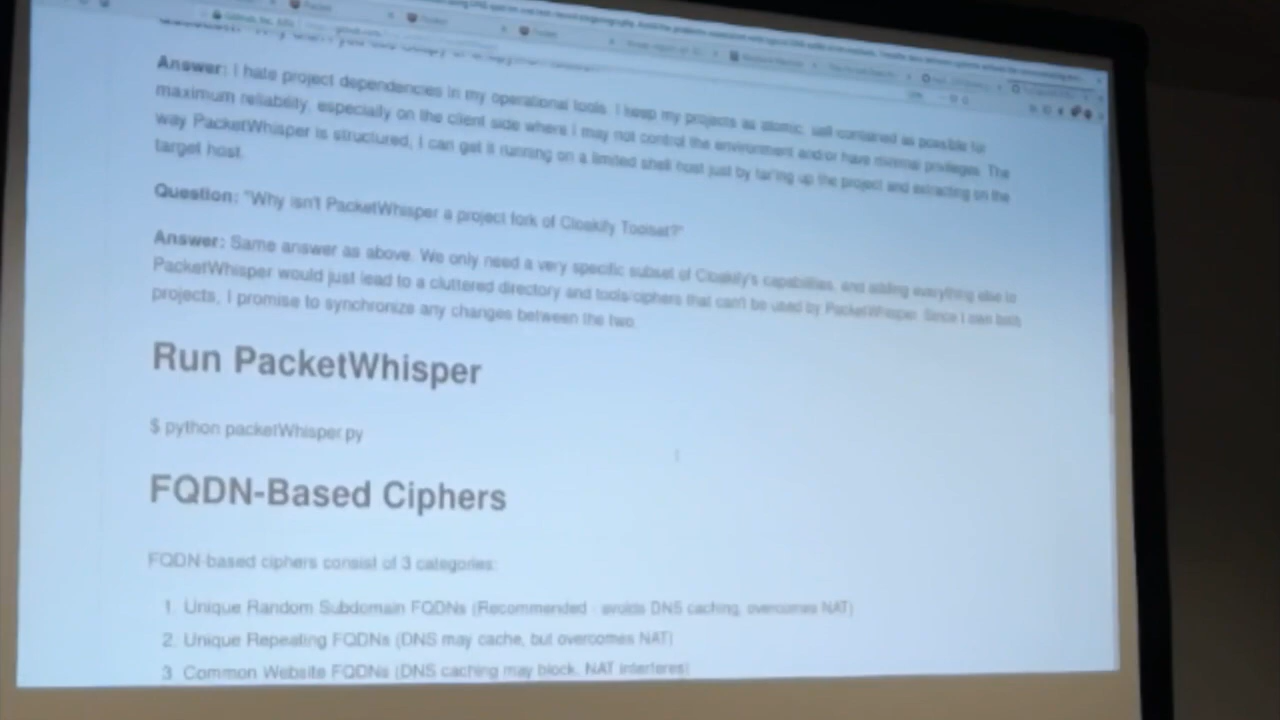 Answer: I hate project dependencies in my operational tools. I keep my projects as atomic, self-contained as possible for
maximum reliability, especially on the client side where I may not control the environment and/or have minimal privileges. The
way PacketWhisper is structured, I can get it running on a limited shell host just by tar'ing up the project and extracting on the
target host.
Question: "Why isn't PacketWhisper a project fork of Cloakify Toolset?"
Answer: Same answer as above. We only need a very specific subset of Cloakify's capabilities, and adding everything else to
PacketWhisper would just lead to a cluttered directory and tools/ciphers that can't be used by PacketWhisper. Since I own both
projects, I promise to synchronize any changes between the two.
Run PacketWhisper
$ python packetWhisper.py
FQDN-Based Ciphers
FQDN-based ciphers consist of 3 categories:
1. Unique Random Subdomain FQDNs (Recommended - avoids DNS caching, overcomes NAT)
2. Unique Repeating FQDNs (DNS may cache, but overcomes NAT)
3. Common Website FQDNs (DNS caching may block, NAT interferes)